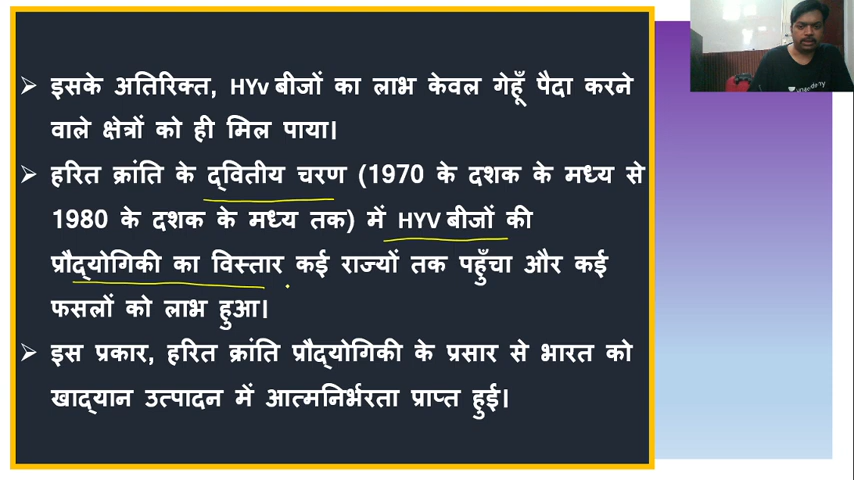 ➢ इसके अतिरिक्त, HYv बीजों का लाभ केवल गेहूँ पैदा करने
वाले क्षेत्रों को ही मिल पाया।
➢ हरित क्रांति के द्वितीय चरण (1970 के दशक के मध्य से
1980 के दशक के मध्य तक) में HYV बीजों की
प्रौद्योगिकी का विस्तार कई राज्यों तक पहुँचा और कई
फसलों को लाभ हुआ।
➢ इस प्रकार, हरित क्रांति प्रौद्योगिकी के प्रसार से भारत को
खाद्यान उत्पादन में आत्मनिर्भरता प्राप्त हुई।